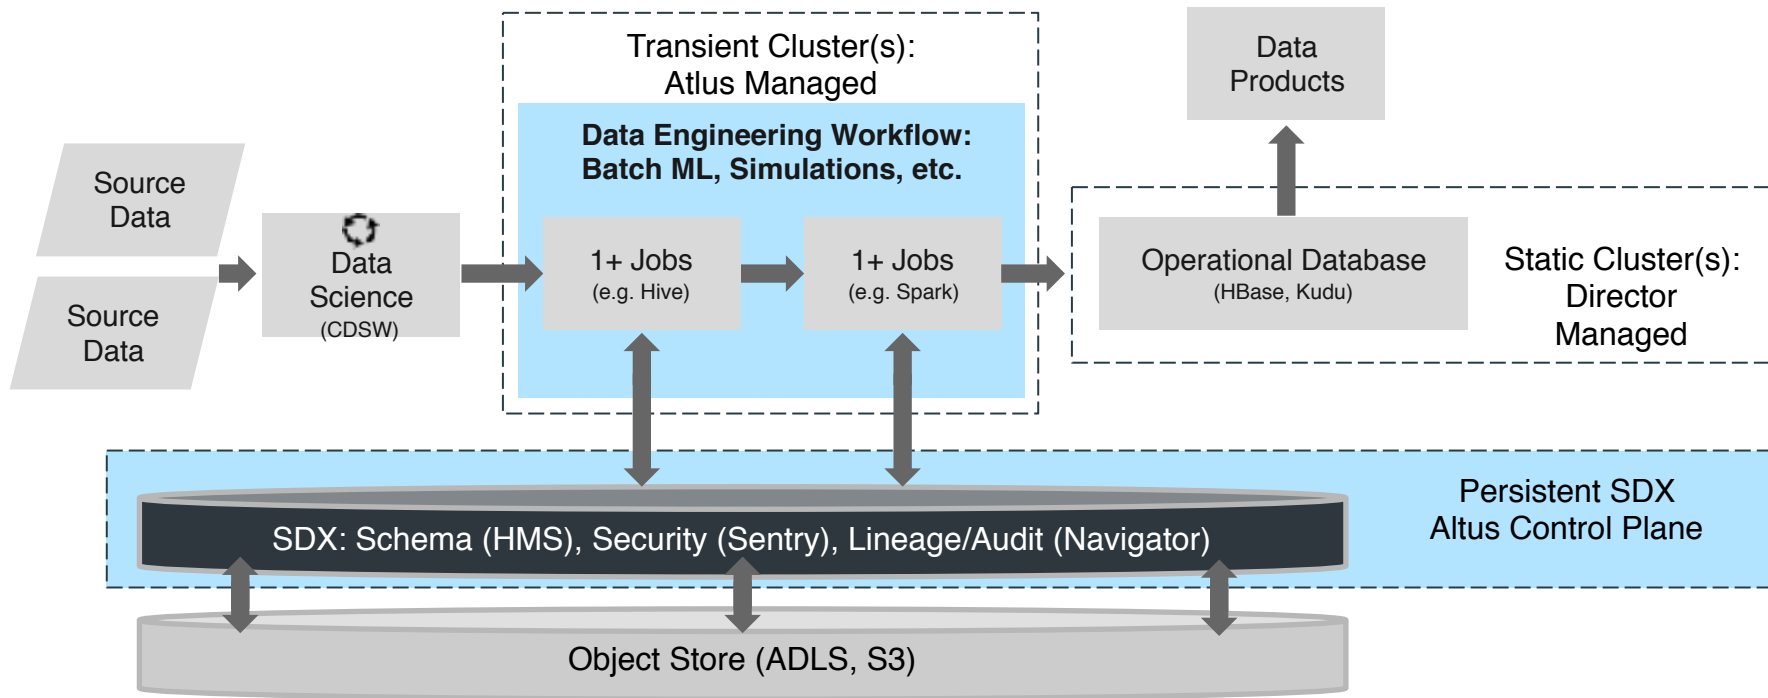 Transient Cluster(s):
Atlus Managed
Data Engineering Workflow:
Batch ML, Simulations, etc.
Data
Products
Source
Data
Source
Data
Data
Science
(CDSW)
1+ Jobs
(e.g. Hive)
1+ Jobs
(e.g. Spark)
Operational Database
(HBase, Kudu)
Static Cluster(s):
Director
Managed
Persistent SDX
Altus Control Plane
SDX: Schema (HMS), Security (Sentry), Lineage/Audit (Navigator)
Object Store (ADLS, S3)